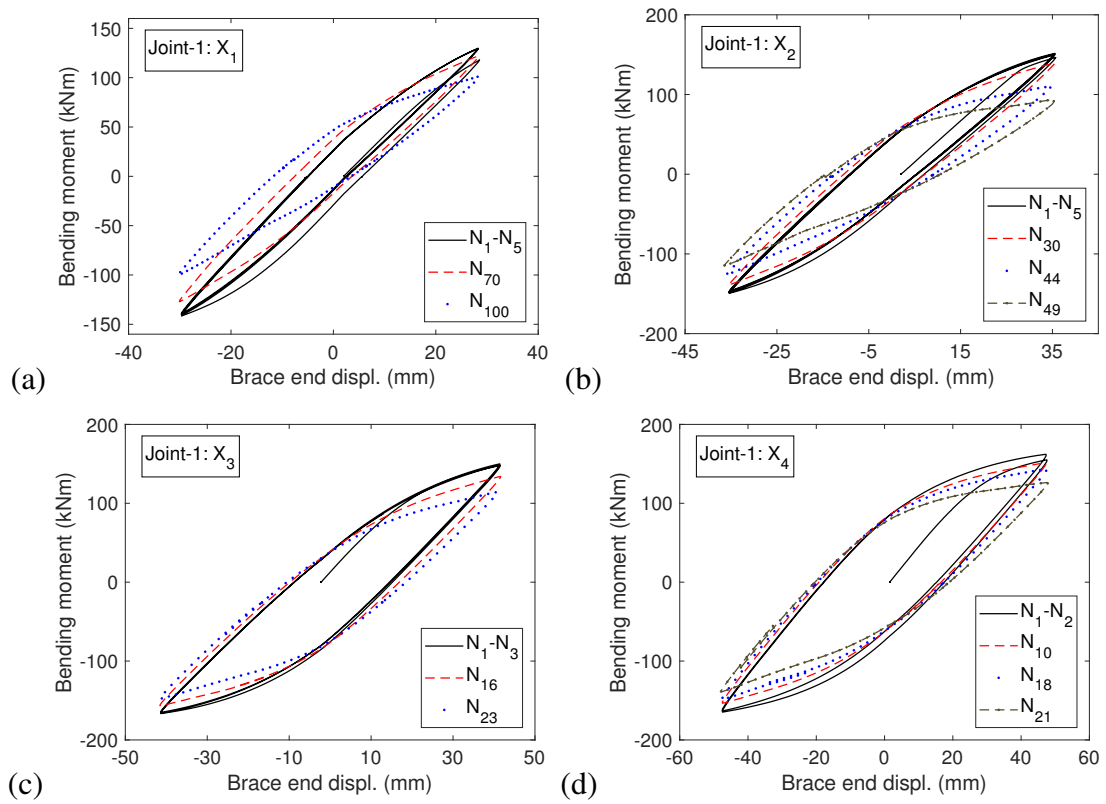 Joint-1: X₁
Bending moment (kNm)
150
100
50
0
-50
-100
-150
-40
-20
0
20
40
Brace end displ. (mm)
N₁-N₅
N₇₀
N₁₀₀
(a)
Joint-1: X₂
Bending moment (kNm)
200
100
0
-100
-200
-45
-25
-5
15
35
Brace end displ. (mm)
N₁-N₅
N₃₀
N₄₄
N₄₉
(b)
Joint-1: X₃
Bending moment (kNm)
200
100
0
-100
-200
-50
-30
-10
10
30
50
Brace end displ. (mm)
N₁-N₃
N₁₆
N₂₃
(c)
Joint-1: X₄
Bending moment (kNm)
200
100
0
-100
-200
-60
-40
-20
0
20
40
60
Brace end displ. (mm)
N₁-N₂
N₁₀
N₁₈
N₂₁
(d)